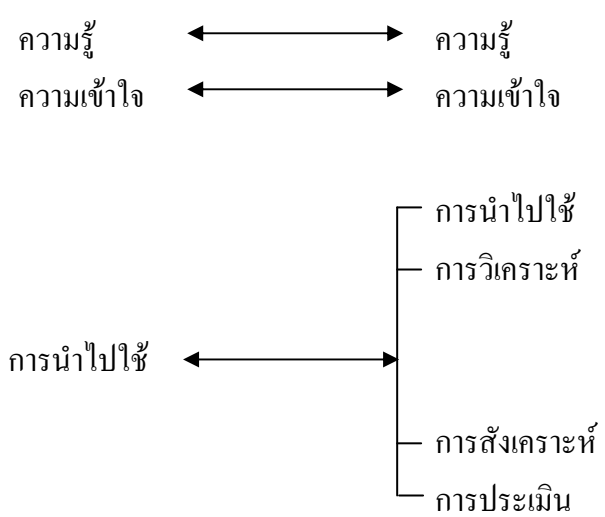 ความรู้ ความรู้
ความเข้าใจ ความเข้าใจ
การนำไปใช้
การวิเคราะห์
การนำไปใช้
การสังเคราะห์
การประเมิน